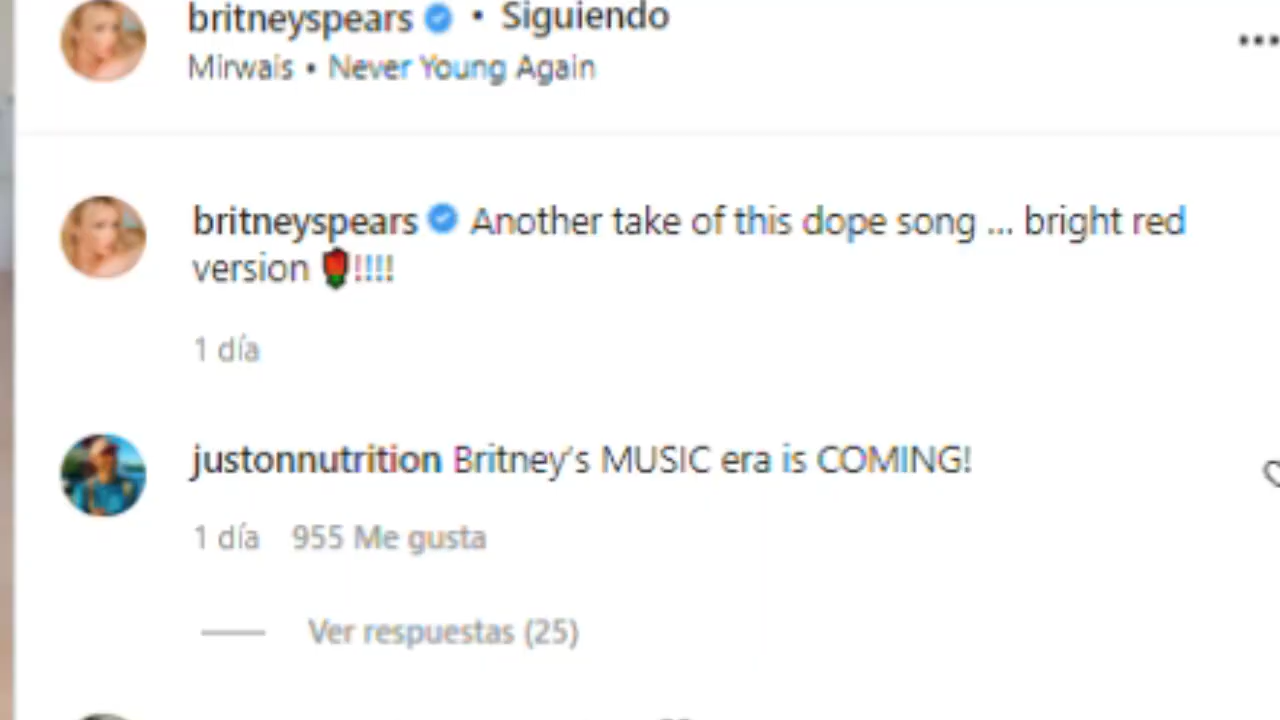 britneyspears • Siguiendo
Mirwais • Never Young Again
britneyspears Another take of this dope song ... bright red
version 🌹!!!!
1 día
justonnutrition Britney's MUSIC era is COMING!
1 día 955 Me gusta
Ver respuestas (25)